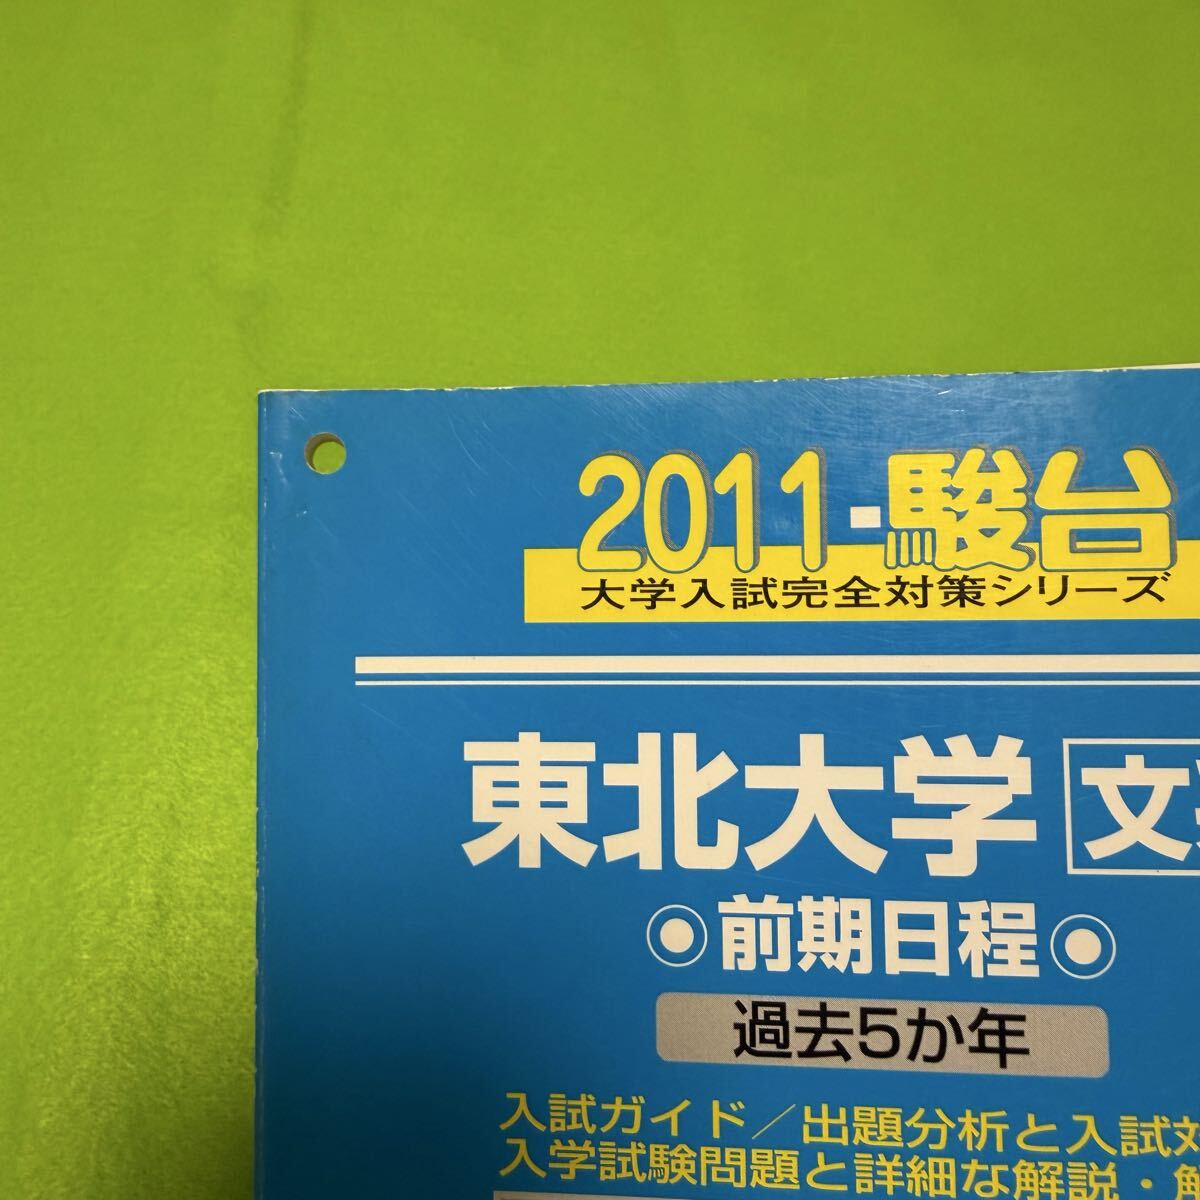 2011-駿台
大学入試完全対策シリーズ
東北大学 文
◎前期日程◎
過去5か年
入試ガイド/出題分析と入試
入学試験問題と詳細な解説・